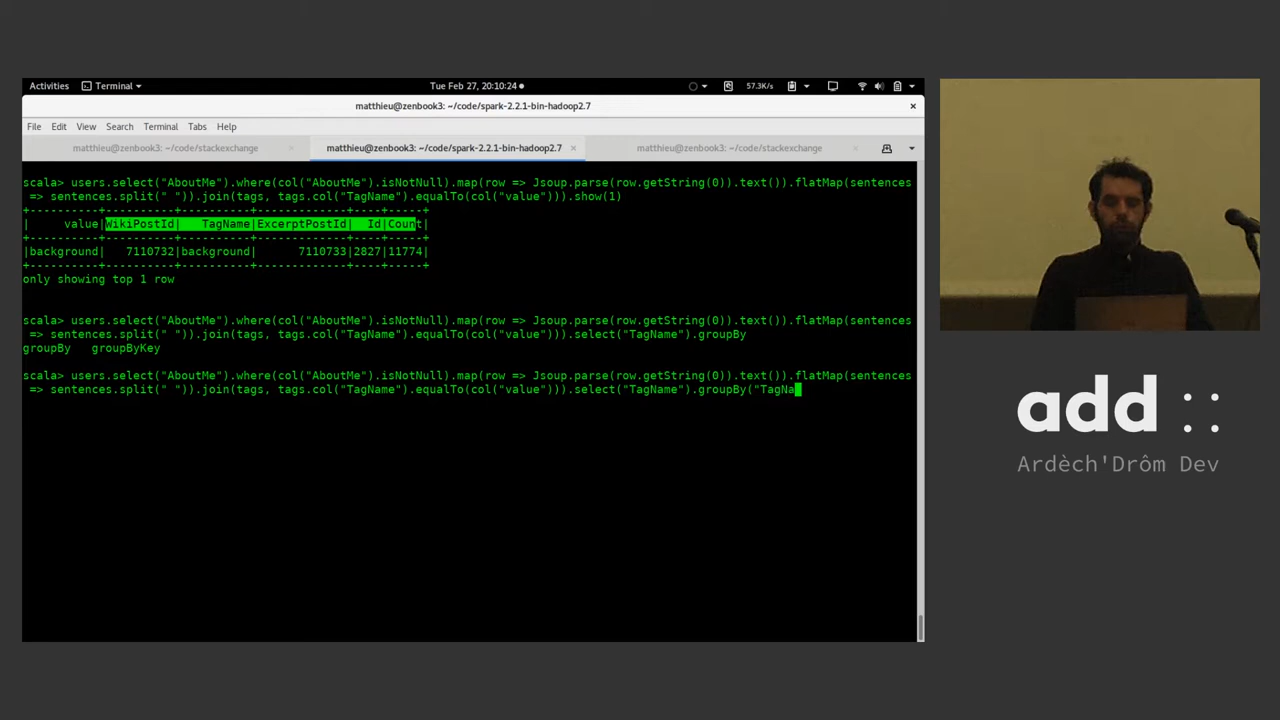 Activities Terminal Tue Feb 27, 20:10:24 57.3K/s
matthieu@zenbook3: ~/code/spark-2.2.1-bin-hadoop2.7
File Edit View Search Terminal Tabs Help
matthieu@zenbook3: ~/code/stackexchange matthieu@zenbook3: ~/code/spark-2.2.1-bin-hadoop2.7 matthieu@zenbook3: ~/code/stackexchange
scala> users.select("AboutMe").where(col("AboutMe").isNotNull).map(row => Jsoup.parse(row.getString(0)).text()).flatMap(sentences
=> sentences.split(" ")).join(tags, tags.col("TagName").equalTo(col("value"))).show(1)
+----------+----------+----------+-------------+----+-----+
|     value|WikiPostId|   TagName|ExcerptPostId|  Id|Count|
+----------+----------+----------+-------------+----+-----+
|background|   7110732|background|      7110733|2827|11774|
+----------+----------+----------+-------------+----+-----+
only showing top 1 row
scala> users.select("AboutMe").where(col("AboutMe").isNotNull).map(row => Jsoup.parse(row.getString(0)).text()).flatMap(sentences
=> sentences.split(" ")).join(tags, tags.col("TagName").equalTo(col("value"))).select("TagName").groupBy
groupBy   groupByKey
scala> users.select("AboutMe").where(col("AboutMe").isNotNull).map(row => Jsoup.parse(row.getString(0)).text()).flatMap(sentences
=> sentences.split(" ")).join(tags, tags.col("TagName").equalTo(col("value"))).select("TagName").groupBy("TagNa
add ::
Ardèch'Drôm Dev